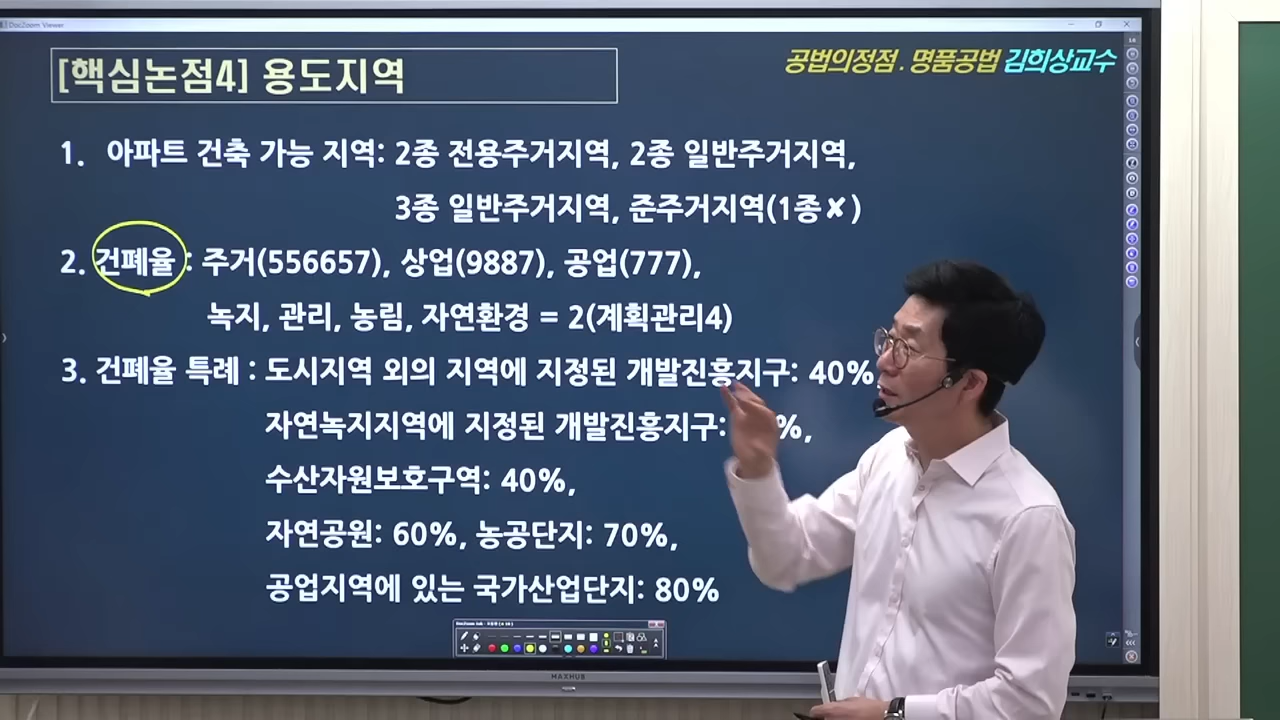 DocZoom Viewer
[핵심논점4] 용도지역
공법의정점 . 명품공법 김희상교수
1. 아파트 건축 가능 지역: 2종 전용주거지역, 2종 일반주거지역,
3종 일반주거지역, 준주거지역(1종✘)
2. 건폐율 : 주거(556657), 상업(9887), 공업(777),
녹지, 관리, 농림, 자연환경 = 2(계획관리4)
3. 건폐율 특례 : 도시지역 외의 지역에 지정된 개발진흥지구: 40%,
자연녹지지역에 지정된 개발진흥지구: %,
수산자원보호구역: 40%,
자연공원: 60%, 농공단지: 70%,
공업지역에 있는 국가산업단지: 80%
MAXHUB